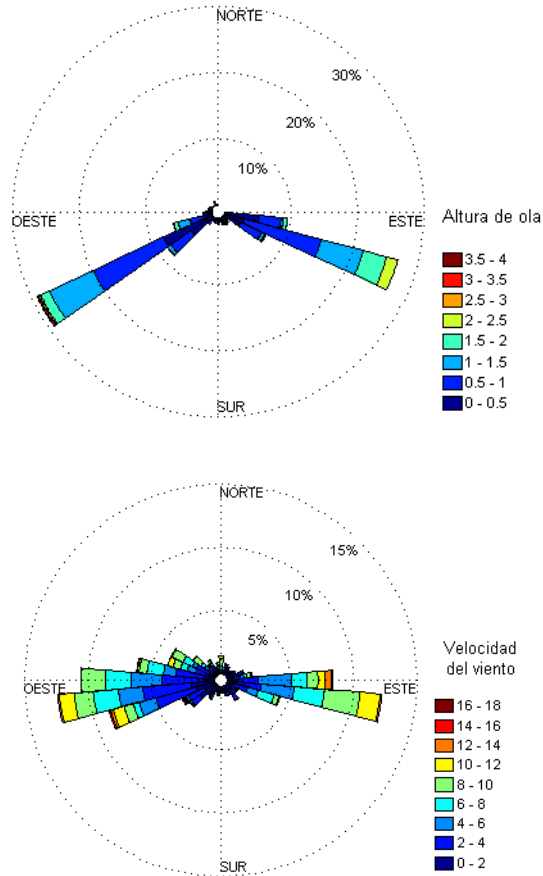 NORTE
30%
20%
10%
OESTE
ESTE
SUR
Altura de ola
3.5 - 4
3 - 3.5
2.5 - 3
2 - 2.5
1.5 - 2
1 - 1.5
0.5 - 1
0 - 0.5
NORTE
15%
10%
5%
OESTE
ESTE
SUR
Velocidad
del viento
16 - 18
14 - 16
12 - 14
10 - 12
8 - 10
6 - 8
4 - 6
2 - 4
0 - 2